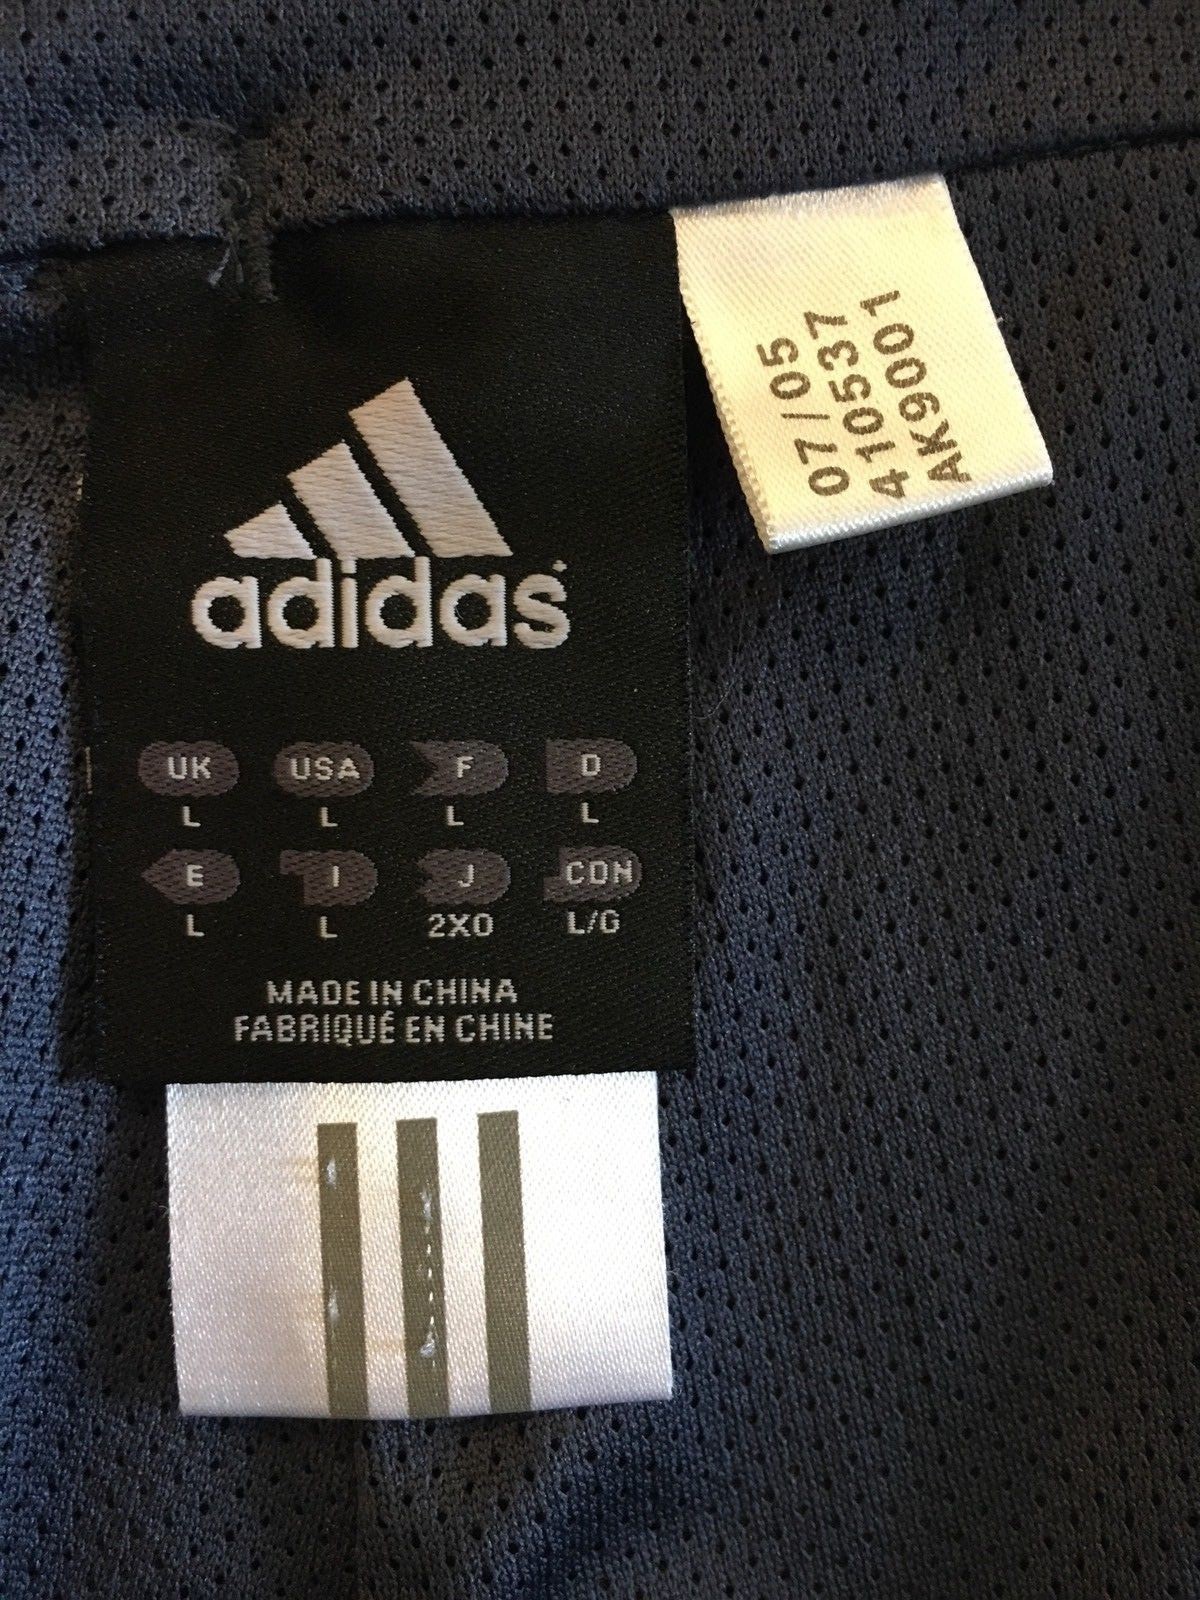 adidas
UK USA F D
L L L L
E I J CDN
L L 2XO L/G
MADE IN CHINA
FABRIQUÉ EN CHINE
07/05
410537
AK9001